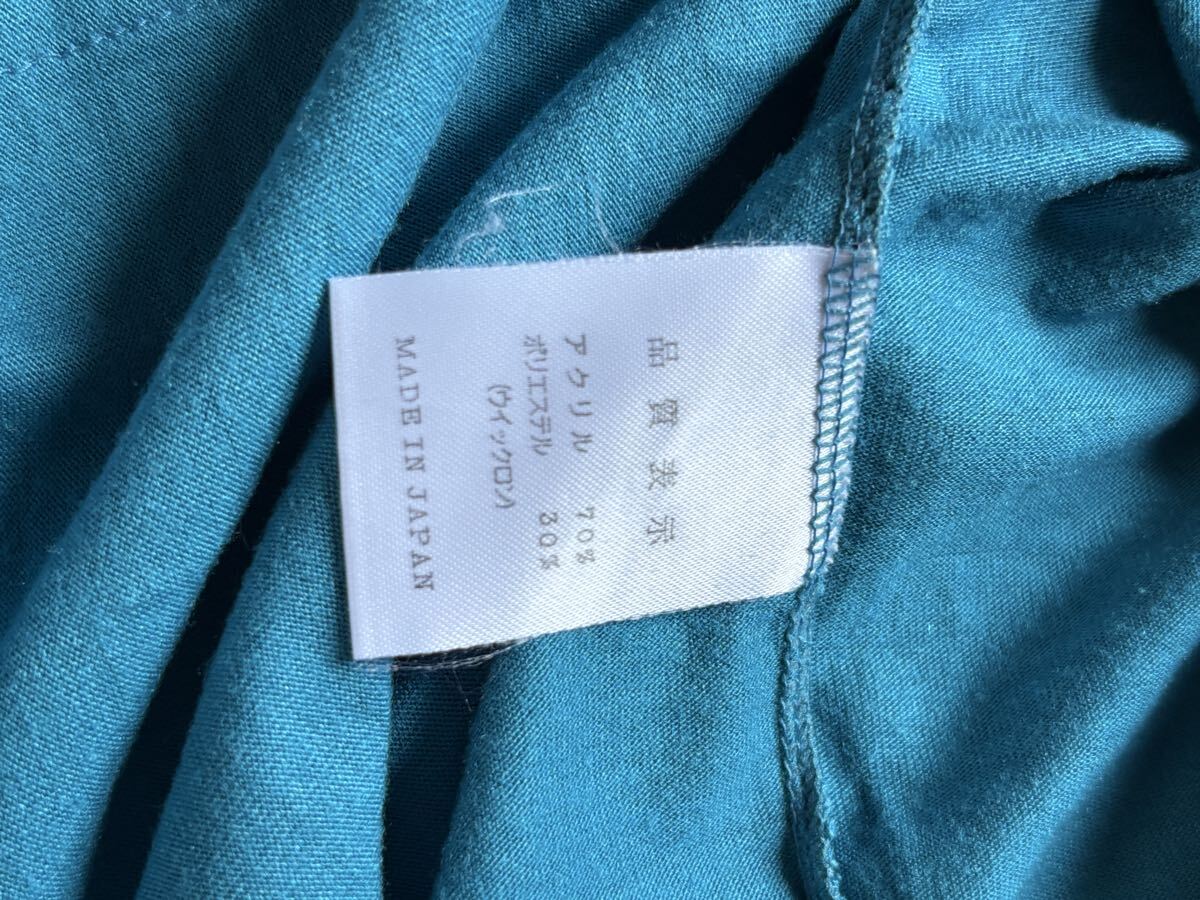 品質表示
アクリル 70%
ポリエステル 30%
(ウイックロン)
MADE IN JAPAN